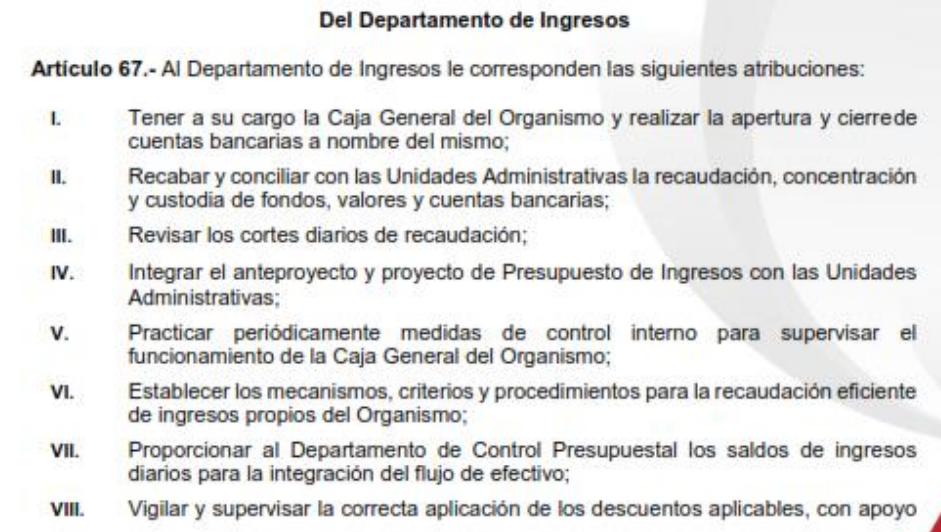 Del Departamento de Ingresos
Artículo 67.- Al Departamento de Ingresos le corresponden las siguientes atribuciones:
I. Tener a su cargo la Caja General del Organismo y realizar la apertura y cierrede
cuentas bancarias a nombre del mismo;
II. Recabar y conciliar con las Unidades Administrativas la recaudación, concentración
y custodia de fondos, valores y cuentas bancarias;
III. Revisar los cortes diarios de recaudación;
IV. Integrar el anteproyecto y proyecto de Presupuesto de Ingresos con las Unidades
Administrativas;
V. Practicar periódicamente medidas de control interno para supervisar el
funcionamiento de la Caja General del Organismo;
VI. Establecer los mecanismos, criterios y procedimientos para la recaudación eficiente
de ingresos propios del Organismo;
VII. Proporcionar al Departamento de Control Presupuestal los saldos de ingresos
diarios para la integración del flujo de efectivo;
VIII. Vigilar y supervisar la correcta aplicación de los descuentos aplicables, con apoyo